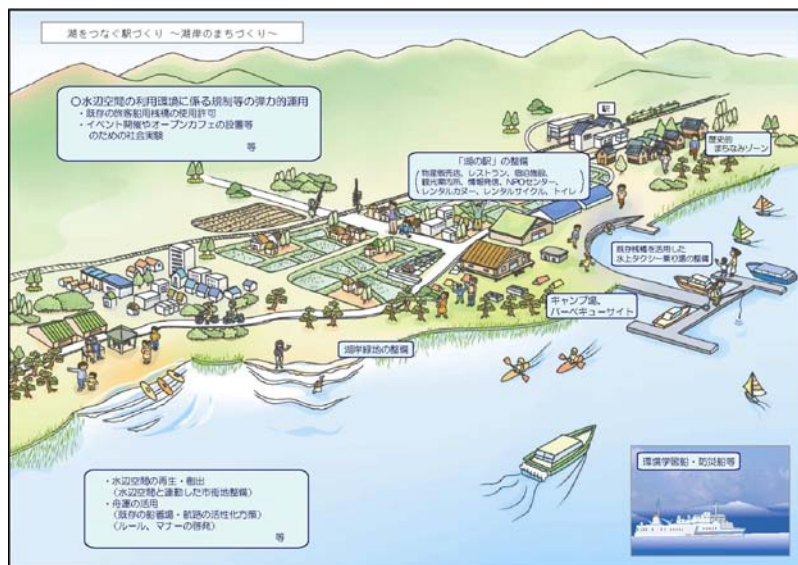 湖をつなぐ駅づくり ～湖岸のまちづくり～
○水辺空間の利用環境に係る規制等の弾力的運用
・既存の旅客船用桟橋の使用許可
・イベント開催やオープンカフェの設置等
のための社会実験
等
駅
歴史的
まちなみゾーン
「湖の駅」の整備
(物産販売店、レストラン、宿泊施設、
観光案内所、情報発信、NPOセンター、
レンタルカヌー、レンタルサイクル、トイレ)
既存桟橋を活用した
水上タクシー乗り場の整備
キャンプ場、
バーベキューサイト
湖岸緑地の整備
・水辺空間の再生・創出
(水辺空間と連動した市街地整備)
・舟運の活用
(既存の船着場・航路の活性化方策)
(ルール、マナーの啓発)
等
環境学習船・防災船等